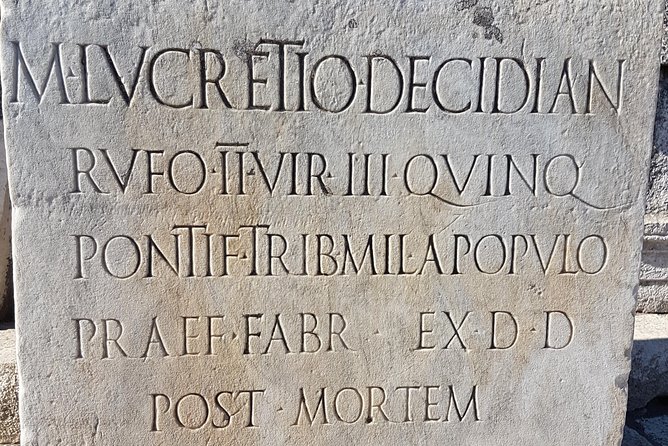 M·LVCRETIO·DECIDIAN
RVFO·II·VIR·III·QVINQ
PONTIF·TRIB·MIL·A·POPVLO
PRAEF·FABR·EX·D·D
POST·MORTEM